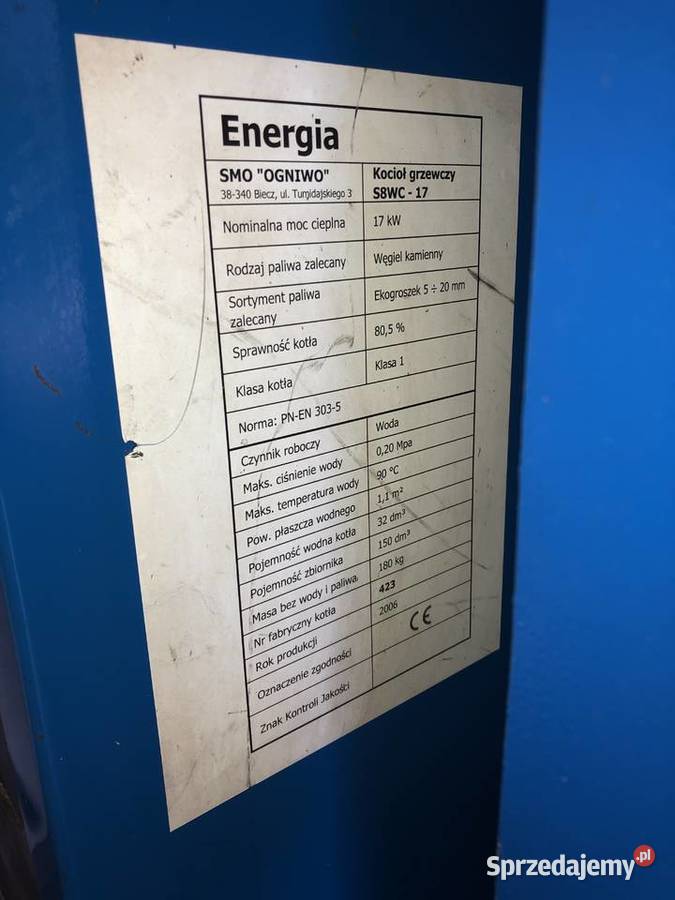 Energia
SMO "OGNIWO"
38-340 Biecz, ul. Tumidajskiego 3
Kocioł grzewczy
S8WC - 17
Nominalna moc cieplna 17 kW
Rodzaj paliwa zalecany Węgiel kamienny
Sortyment paliwa
zalecany
Ekogroszek 5 ÷ 20 mm
Sprawność kotła 80,5 %
Klasa kotła Klasa 1
Norma: PN-EN 303-5
Czynnik roboczy Woda
Maks. ciśnienie wody 0,20 Mpa
Maks. temperatura wody 90 °C
Pow. płaszcza wodnego 1,1 m²
Pojemność wodna kotła 32 dm³
Pojemność zbiornika 150 dm³
Masa bez wody i paliwa 180 kg
Nr fabryczny kotła 423
Rok produkcji 2006
Oznaczenie zgodności CE
Znak Kontroli Jakości
Sprzedajemy.pl